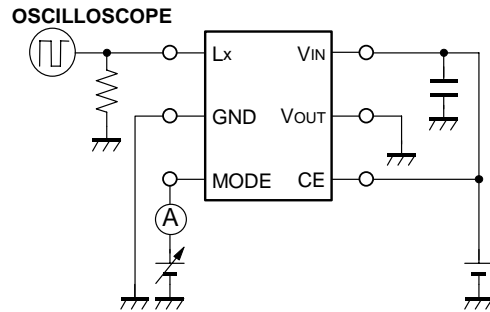 OSCILLOSCOPE
Lx VIN
GND VOUT
MODE CE
A